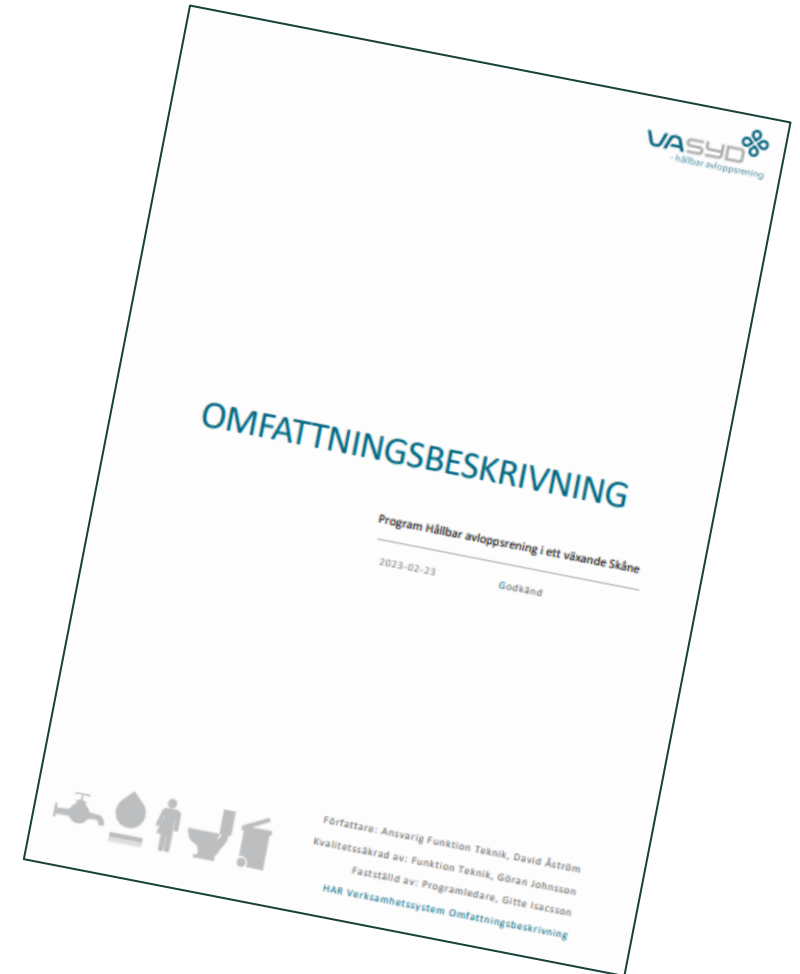 VASYD
- hållbar avloppsrening
OMFATTNINGSBESKRIVNING
Program Hållbar avloppsrening i ett växande Skåne
2023-02-23 Godkänd
Författare: Ansvarig Funktion Teknik, David Åström
Kvalitetssäkrad av: Funktion Teknik, Göran Johnsson
Fastställd av: Programledare, Gitte Isacsson
HAR Verksamhetssystem Omfattningsbeskrivning